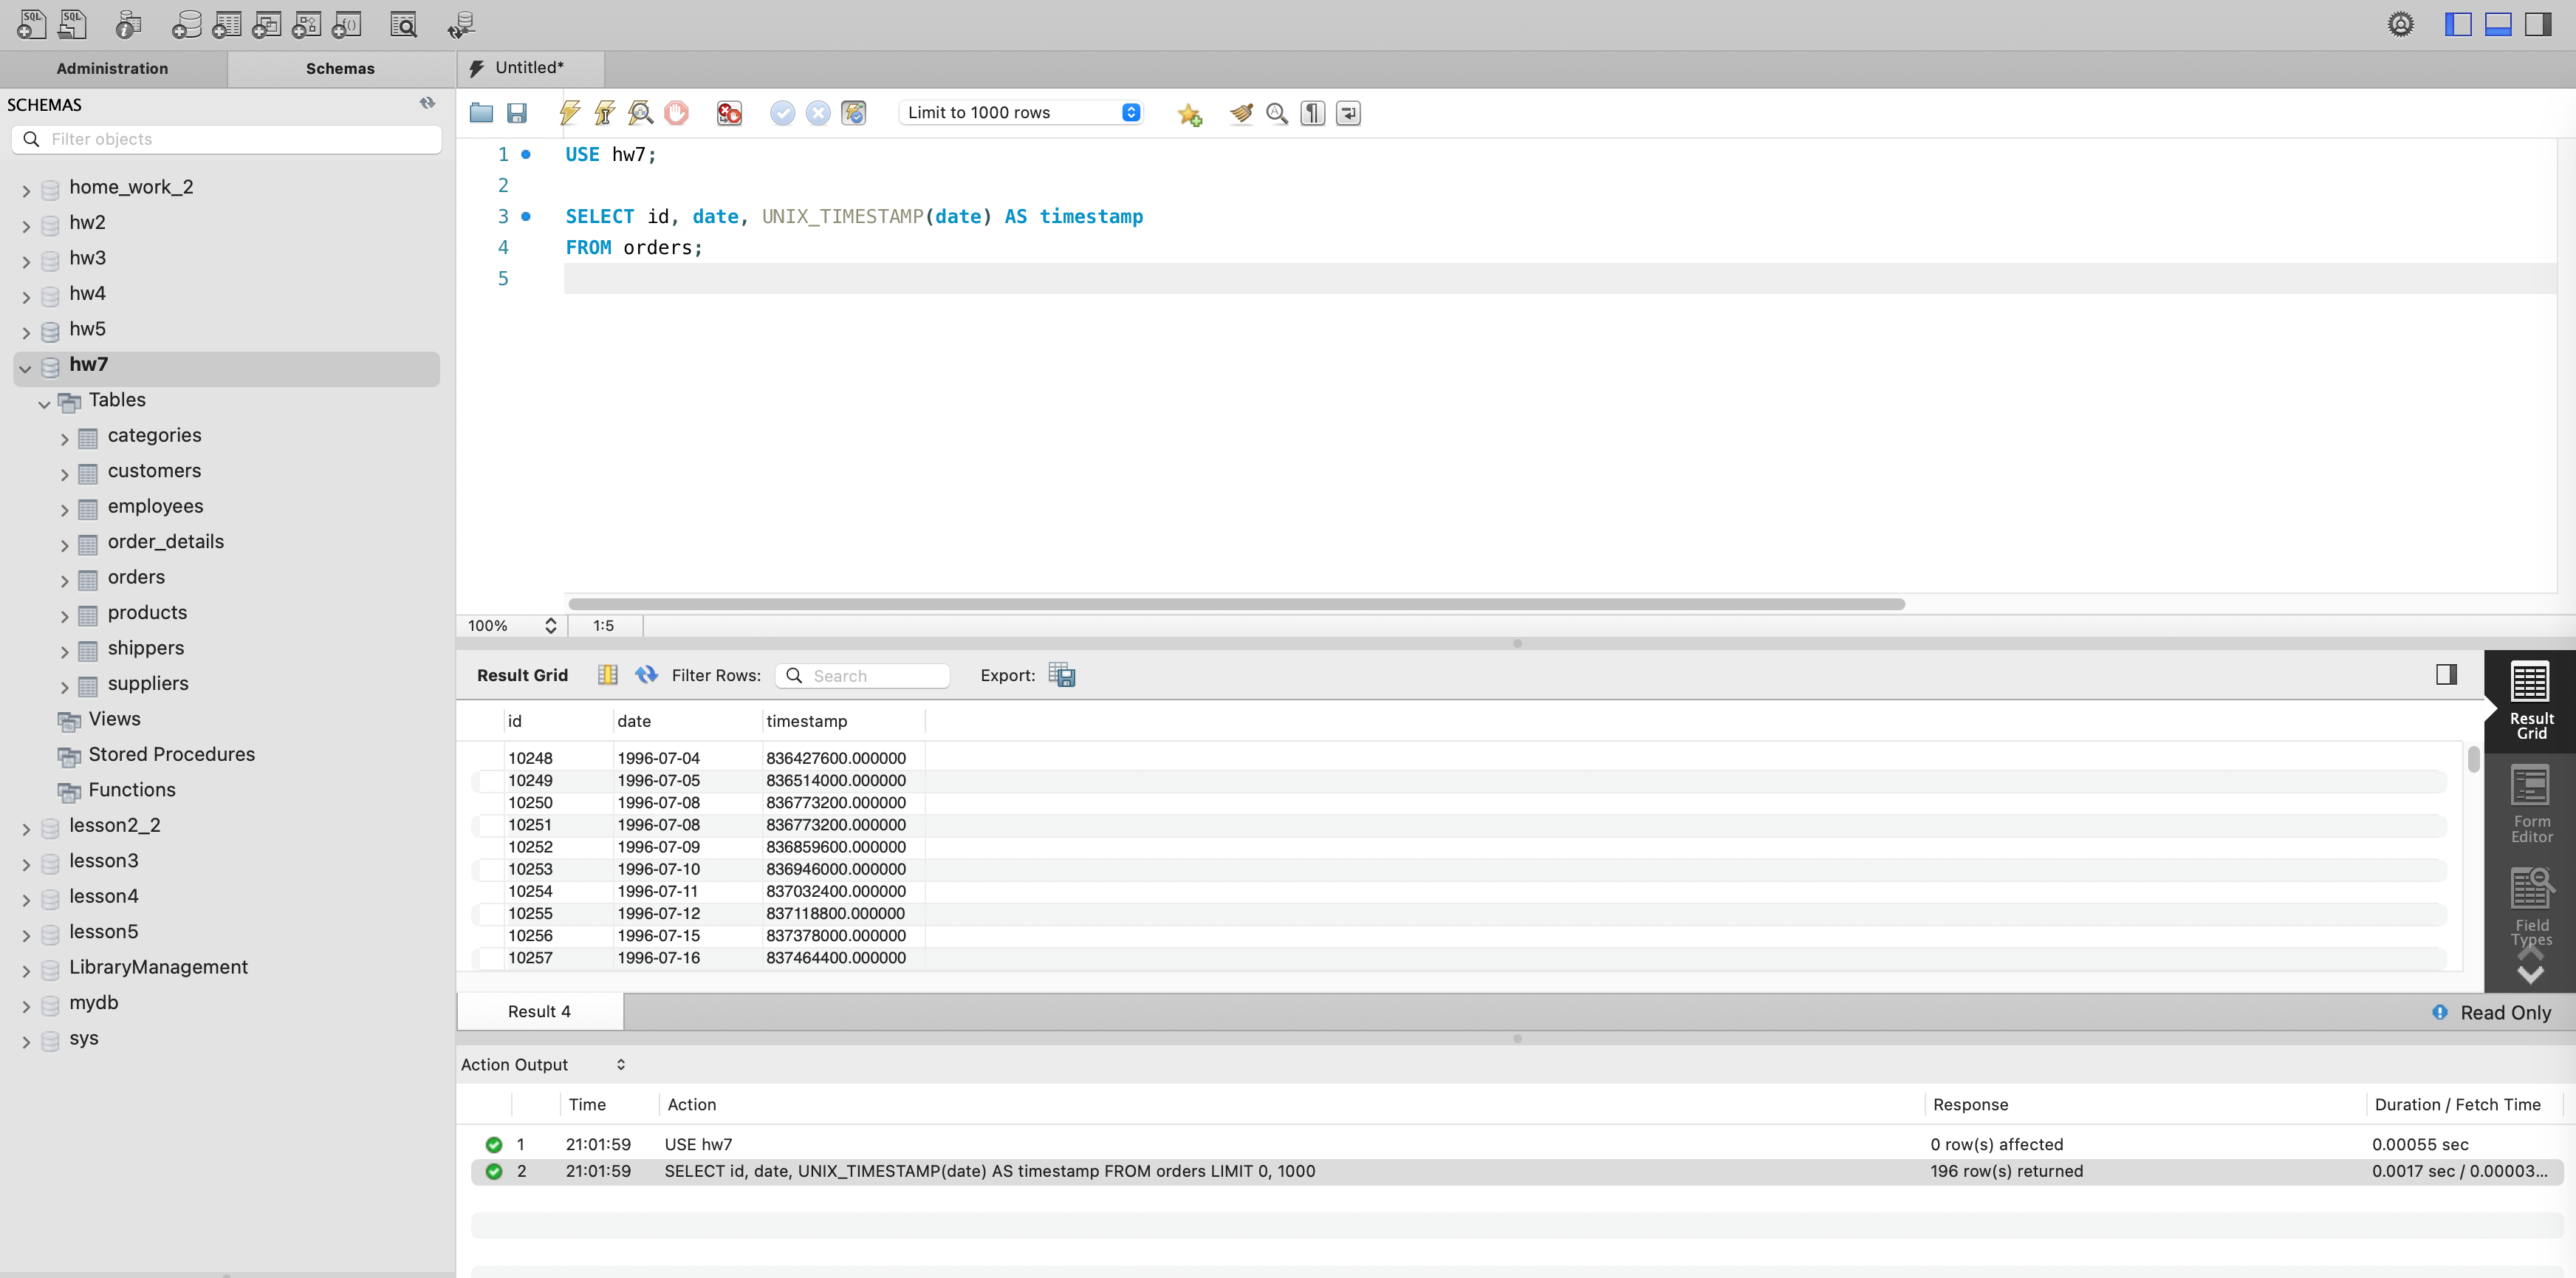 SQL SQL
Administration Schemas Untitled*
SCHEMAS
Filter objects
home_work_2
hw2
hw3
hw4
hw5
hw7
Tables
categories
customers
employees
order_details
orders
products
shippers
suppliers
Views
Stored Procedures
Functions
lesson2_2
lesson3
lesson4
lesson5
LibraryManagement
mydb
sys
Limit to 1000 rows
1 USE hw7;
2
3 SELECT id, date, UNIX_TIMESTAMP(date) AS timestamp
4 FROM orders;
5
100% 1:5
Result Grid Filter Rows: Search Export:
id date timestamp
10248 1996-07-04 836427600.000000
10249 1996-07-05 836514000.000000
10250 1996-07-08 836773200.000000
10251 1996-07-08 836773200.000000
10252 1996-07-09 836859600.000000
10253 1996-07-10 836946000.000000
10254 1996-07-11 837032400.000000
10255 1996-07-12 837118800.000000
10256 1996-07-15 837378000.000000
10257 1996-07-16 837464400.000000
Result
Grid
Form
Editor
Field
Types
Result 4 Read Only
Action Output
Time Action Response Duration / Fetch Time
1 21:01:59 USE hw7 0 row(s) affected 0.00055 sec
2 21:01:59 SELECT id, date, UNIX_TIMESTAMP(date) AS timestamp FROM orders LIMIT 0, 1000 196 row(s) returned 0.0017 sec / 0.00003...